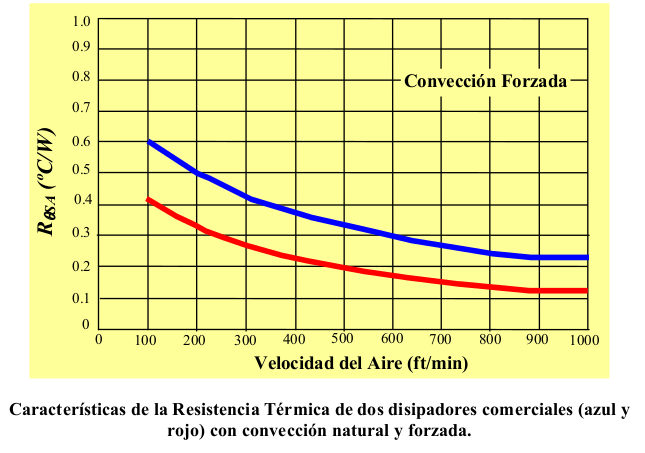 1.0
0.9
0.8
Convección Forzada
0.7
0.6
0.5
0.4
0.3
0.2
0.1
0
RθSA (ºC/W)
0 100 200 300 400 500 600 700 800 900 1000
Velocidad del Aire (ft/min)
Características de la Resistencia Térmica de dos disipadores comerciales (azul y
rojo) con convección natural y forzada.